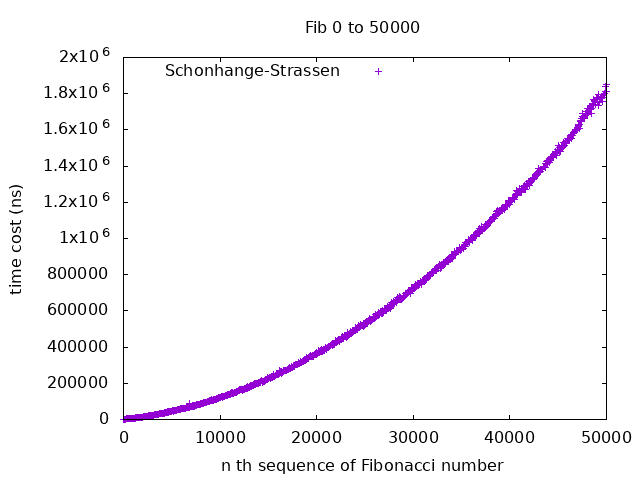 Fib 0 to 50000
2x10^6
Schonhange-Strassen
1.8x10^6
1.6x10^6
1.4x10^6
1.2x10^6
1x10^6
800000
600000
400000
200000
0
time cost (ns)
0 10000 20000 30000 40000 50000
n th sequence of Fibonacci number